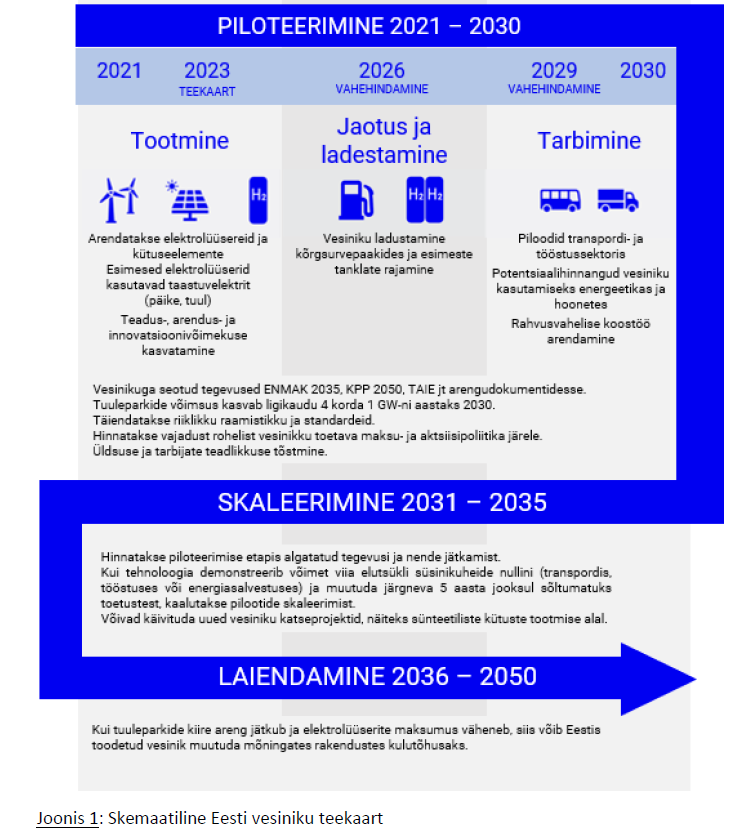 PILOTEERIMINE 2021 – 2030
2021
2023
TEEKAART
2026
VAHEHINDAMINE
2029
VAHEHINDAMINE
2030
Tootmine
H₂
Arendatakse elektrolüüsereid ja
kütuseelemente
Esimesed elektrolüüserid
kasutavad taastuvelektrit
(päike, tuul)
Teadus-, arendus- ja
innovatsioonivõimekuse
kasvatamine
Jaotus ja
ladestamine
H₂ H₂
Vesiniku ladustamine
kõrgsurvepaakides ja esimeste
tanklate rajamine
Tarbimine
Piloodid transpordi- ja
tööstussektoris
Potentsiaalihinnangud vesiniku
kasutamiseks energeetikas ja
hoonetes
Rahvusvahelise koostöö
arendamine
Vesinikuga seotud tegevused ENMAK 2035, KPP 2050, TAIE jt arengudokumentidesse.
Tuuleparkide võimsus kasvab ligikaudu 4 korda 1 GW-ni aastaks 2030.
Täiendatakse riiklikku raamistikku ja standardeid.
Hinnatakse vajadust rohelist vesinikku toetava maksu- ja aktsiisipoliitika järele.
Üldsuse ja tarbijate teadlikkuse tõstmine.
SKALEERIMINE 2031 – 2035
Hinnatakse piloteerimise etapis algatatud tegevusi ja nende jätkamist.
Kui tehnoloogia demonstreerib võimet viia elutsükli süsinikuheide nullini (transpordis,
tööstuses või energiasalvestuses) ja muutuda järgneva 5 aasta jooksul sõltumatuks
toetustest, kaalutakse pilootide skaleerimist.
Võivad käivituda uued vesiniku katseprojektid, näiteks sünteetiliste kütuste tootmise alal.
LAIENDAMINE 2036 – 2050
Kui tuuleparkide kiire areng jätkub ja elektrolüüserite maksumus väheneb, siis võib Eestis
toodetud vesinik muutuda mõningates rakendustes kulutõhusaks.
Joonis 1: Skemaatiline Eesti vesiniku teekaart